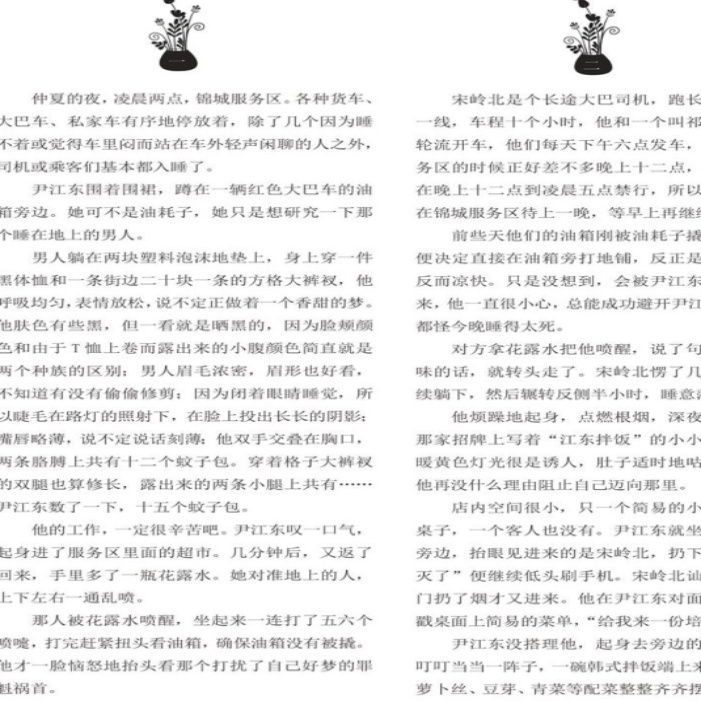 一
仲夏的夜，凌晨两点，锦城服务区。各种货车、
大巴车、私家车有序地停放着，除了几个因为睡
不着或觉得车里闷而站在车外轻声闲聊的人之外，
司机或乘客们基本都入睡了。
尹江东围着围裙，蹲在一辆红色大巴车的油
箱旁边。她可不是油耗子，她只是想研究一下那
个睡在地上的男人。
男人躺在两块塑料泡沫地垫上，身上穿一件
黑体恤和一条街边二十块一条的方格大裤衩，他
呼吸均匀，表情放松，说不定正做着一个香甜的梦。
他肤色有些黑，但一看就是晒黑的，因为脸颊颜
色和由于T恤上卷而露出来的小腹颜色简直就是
两个种族的区别；男人眉毛浓密，眉形也好看，
不知道有没有偷偷修剪；因为闭着眼睛睡觉，所
以睫毛在路灯的照射下，在脸上投出长长的阴影；
嘴唇略薄，说不定说话刻薄；他双手交叠在胸口，
两条胳膊上共有十二个蚊子包。穿着格子大裤衩
的双腿也算修长，露出来的两条小腿上共有……
尹江东数了一下，十五个蚊子包。
他的工作，一定很辛苦吧。尹江东叹一口气，
起身进了服务区里面的超市。几分钟后，又返了
回来，手里多了一瓶花露水。她对准地上的人，
上下左右一通乱喷。
那人被花露水喷醒，坐起来一连打了五六个
喷嚏，打完赶紧扭头看油箱，确保油箱没有被撬。
他才一脸恼怒地抬头看那个打扰了自己好梦的罪
魁祸首。
二
宋岭北是个长途大巴司机，跑长
一线，车程十个小时，他和一个叫祁
轮流开车，他们每天下午六点发车，
务区的时候正好差不多晚上十二点，
在晚上十二点到凌晨五点禁行，所以
在锦城服务区待上一晚，等早上再继续
前些天他们的油箱刚被油耗子撬
便决定直接在油箱旁打地铺，反正是
反而凉快。只是没想到，会被尹江东
来，他一直很小心，总能成功避开尹江
都怪今晚睡得太死。
对方拿花露水把他喷醒，说了句
味的话，就转头走了。宋岭北愣了几
续躺下，然后辗转反侧半小时，睡意
他烦躁地起身，点燃根烟，深夜
那家招牌上写着“江东拌饭”的小小
暖黄色灯光很是诱人，肚子适时地咕
他再没什么理由阻止自己迈向那里。
店内空间很小，只一个简易的小
桌子，一个客人也没有。尹江东就坐
旁边，抬眼见进来的是宋岭北，扔下
灭了”便继续低头刷手机。宋岭北讪
门扔了烟才又进来。他在尹江东对面
戳桌面上简易的菜单，“给我来一份培
尹江东没搭理他，起身去旁边的
叮叮当当一阵子，一碗韩式拌饭端上来
萝卜丝、豆芽、青菜等配菜整整齐齐摆